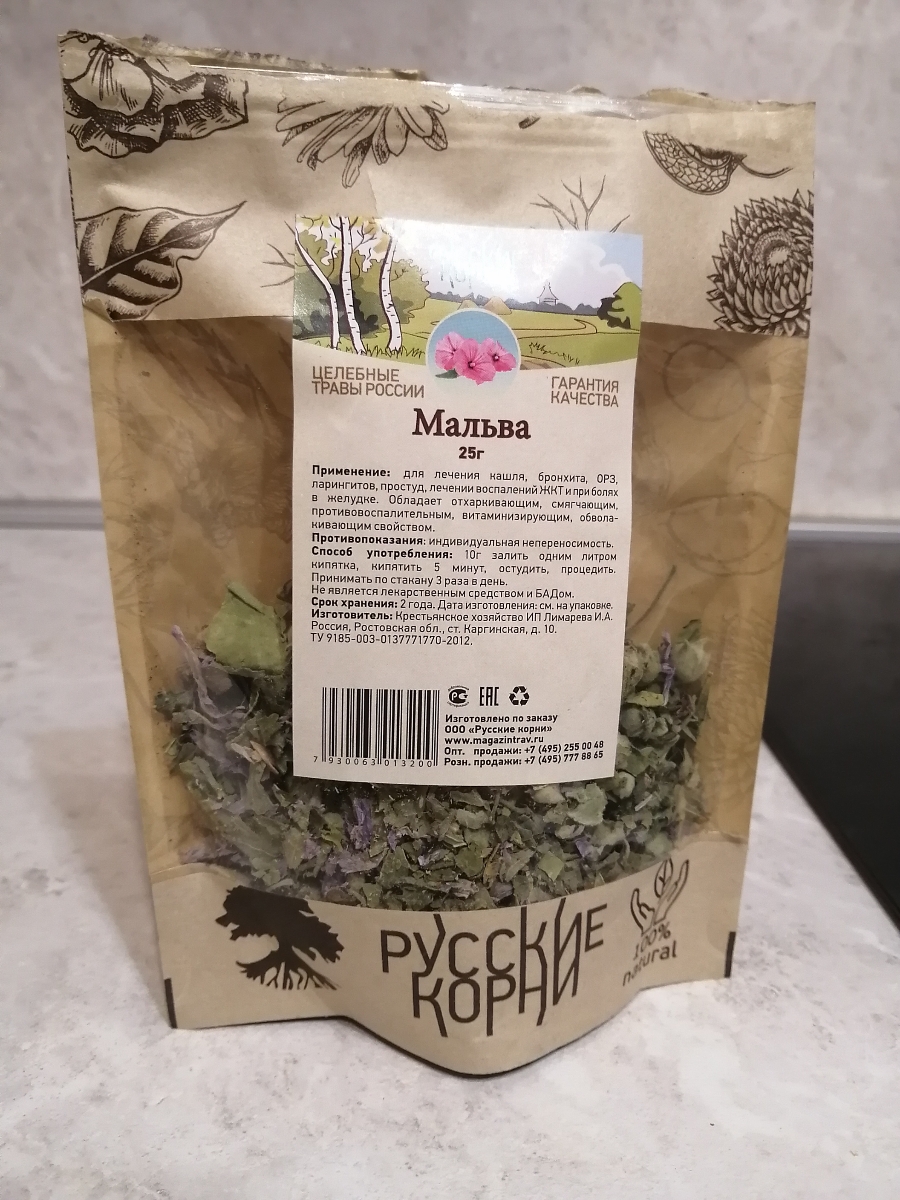 ЦЕЛЕБНЫЕ
ТРАВЫ РОССИИ
ГАРАНТИЯ
КАЧЕСТВА
Мальва
25г
Применение: для лечения кашля, бронхита, ОРЗ,
ларингитов, простуд, лечении воспалений ЖКТ и при болях
в желудке. Обладает отхаркивающим, смягчающим,
противовоспалительным, витаминизирующим, обвола-
кивающим свойством.
Противопоказания: индивидуальная непереносимость.
Способ употребления: 10г залить одним литром
кипятка, кипятить 5 минут, остудить, процедить.
Принимать по стакану 3 раза в день.
Не является лекарственным средством и БАДом.
Срок хранения: 2 года. Дата изготовления: см. на упаковке.
Изготовитель: Крестьянское хозяйство ИП Лимарева И.А.
Россия, Ростовская обл., ст. Каргинская, д. 10.
ТУ 9185-003-0137771770-2012.
РС
ЕАС
Изготовлено по заказу
ООО «Русские корни»
www.magazintrav.ru
Опт. продажи: +7 (495) 255 00 48
Розн. продажи: +7 (495) 777 88 65
7 930063 013200
РУССКИЕ
КОРНИ
100%
natural